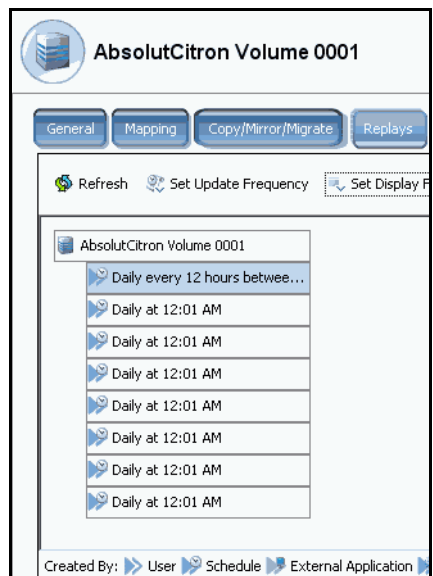 AbsolutCitron Volume 0001
General Mapping Copy/Mirror/Migrate Replays
Refresh Set Update Frequency Set Display F
AbsolutCitron Volume 0001
Daily every 12 hours betwee...
Daily at 12:01 AM
Daily at 12:01 AM
Daily at 12:01 AM
Daily at 12:01 AM
Daily at 12:01 AM
Daily at 12:01 AM
Daily at 12:01 AM
Created By: User Schedule External Application